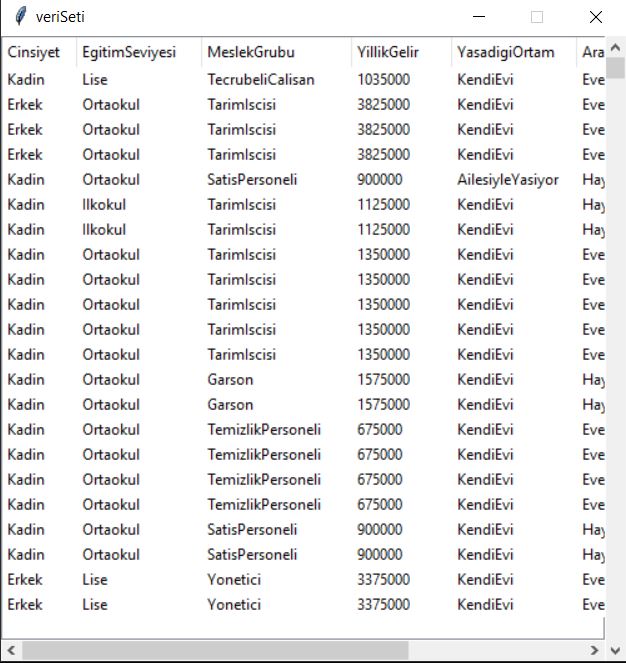 veriSeti
Cinsiyet EgitimSeviyesi MeslekGrubu YillikGelir YasadigiOrtam Ara
Kadin Lise TecrubeliCalisan 1035000 KendiEvi Eve
Erkek Ortaokul TarimIscisi 3825000 KendiEvi Eve
Erkek Ortaokul TarimIscisi 3825000 KendiEvi Eve
Erkek Ortaokul TarimIscisi 3825000 KendiEvi Eve
Kadin Ortaokul SatisPersoneli 900000 AilesiyleYasiyor Hay
Kadin Ilkokul TarimIscisi 1125000 KendiEvi Hay
Kadin Ilkokul TarimIscisi 1125000 KendiEvi Hay
Kadin Ortaokul TarimIscisi 1350000 KendiEvi Eve
Kadin Ortaokul TarimIscisi 1350000 KendiEvi Eve
Kadin Ortaokul TarimIscisi 1350000 KendiEvi Eve
Kadin Ortaokul TarimIscisi 1350000 KendiEvi Eve
Kadin Ortaokul TarimIscisi 1350000 KendiEvi Eve
Kadin Ortaokul Garson 1575000 KendiEvi Hay
Kadin Ortaokul Garson 1575000 KendiEvi Hay
Kadin Ortaokul TemizlikPersoneli 675000 KendiEvi Eve
Kadin Ortaokul TemizlikPersoneli 675000 KendiEvi Eve
Kadin Ortaokul TemizlikPersoneli 675000 KendiEvi Eve
Kadin Ortaokul TemizlikPersoneli 675000 KendiEvi Eve
Kadin Ortaokul SatisPersoneli 900000 KendiEvi Hay
Kadin Ortaokul SatisPersoneli 900000 KendiEvi Hay
Erkek Lise Yonetici 3375000 KendiEvi Eve
Erkek Lise Yonetici 3375000 KendiEvi Eve